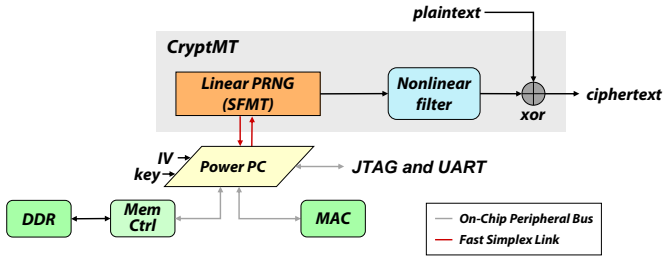 plaintext
CryptMT
Linear PRNG
(SFMT)
Nonlinear
filter
ciphertext
xor
IV
key
Power PC
JTAG and UART
DDR
Mem
Ctrl
MAC
On-Chip Peripheral Bus
Fast Simplex Link